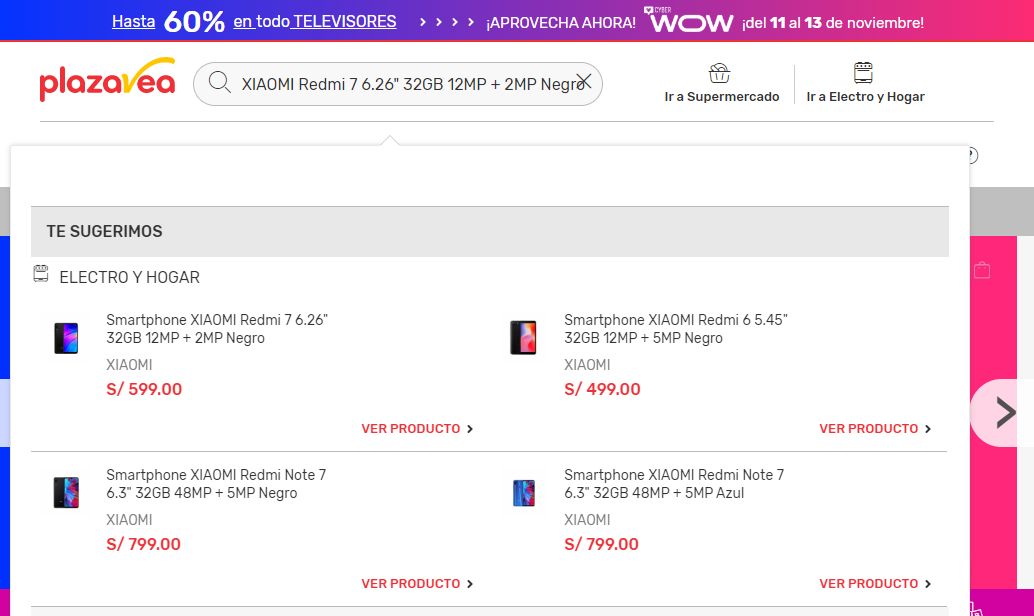 Hasta 60% en todo TELEVISORES > > > > ¡APROVECHA AHORA! CYBER WOW ¡del 11 al 13 de noviembre!
plazavea
XIAOMI Redmi 7 6.26" 32GB 12MP + 2MP Negro
Ir a Supermercado
Ir a Electro y Hogar
?
TE SUGERIMOS
ELECTRO Y HOGAR
Smartphone XIAOMI Redmi 7 6.26"
32GB 12MP + 2MP Negro
XIAOMI
S/ 599.00
VER PRODUCTO >
Smartphone XIAOMI Redmi 6 5.45"
32GB 12MP + 5MP Negro
XIAOMI
S/ 499.00
VER PRODUCTO >
Smartphone XIAOMI Redmi Note 7
6.3" 32GB 48MP + 5MP Negro
XIAOMI
S/ 799.00
VER PRODUCTO >
Smartphone XIAOMI Redmi Note 7
6.3" 32GB 48MP + 5MP Azul
XIAOMI
S/ 799.00
VER PRODUCTO >